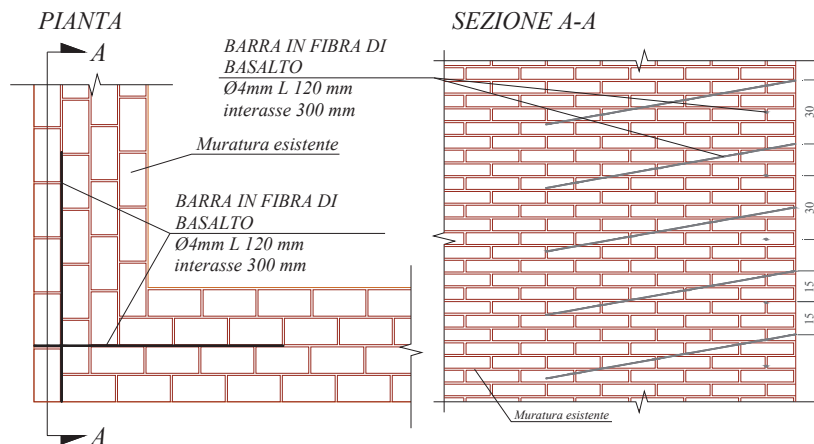 PIANTA
A
BARRA IN FIBRA DI
BASALTO
Ø4mm L 120 mm
interasse 300 mm
Muratura esistente
BARRA IN FIBRA DI
BASALTO
Ø4mm L 120 mm
interasse 300 mm
A
SEZIONE A-A
30
30
15
15
Muratura esistente